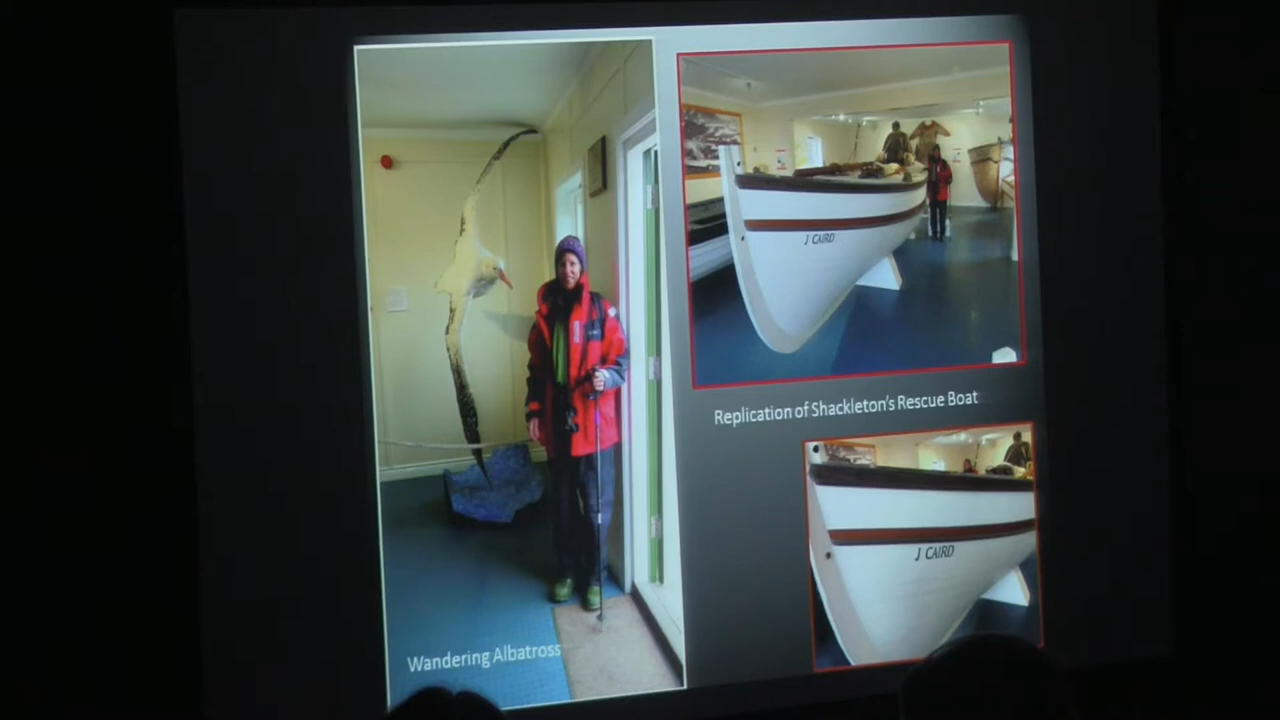 J CAIRD
Replication of Shackleton's Rescue Boat
J CAIRD
Wandering Albatross